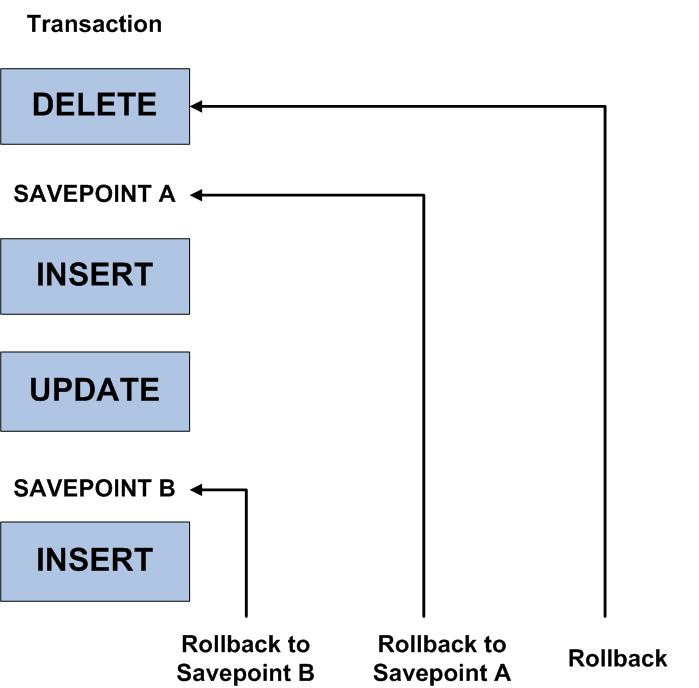 Transaction
DELETE
SAVEPOINT A
INSERT
UPDATE
SAVEPOINT B
INSERT
Rollback to
Savepoint B
Rollback to
Savepoint A
Rollback